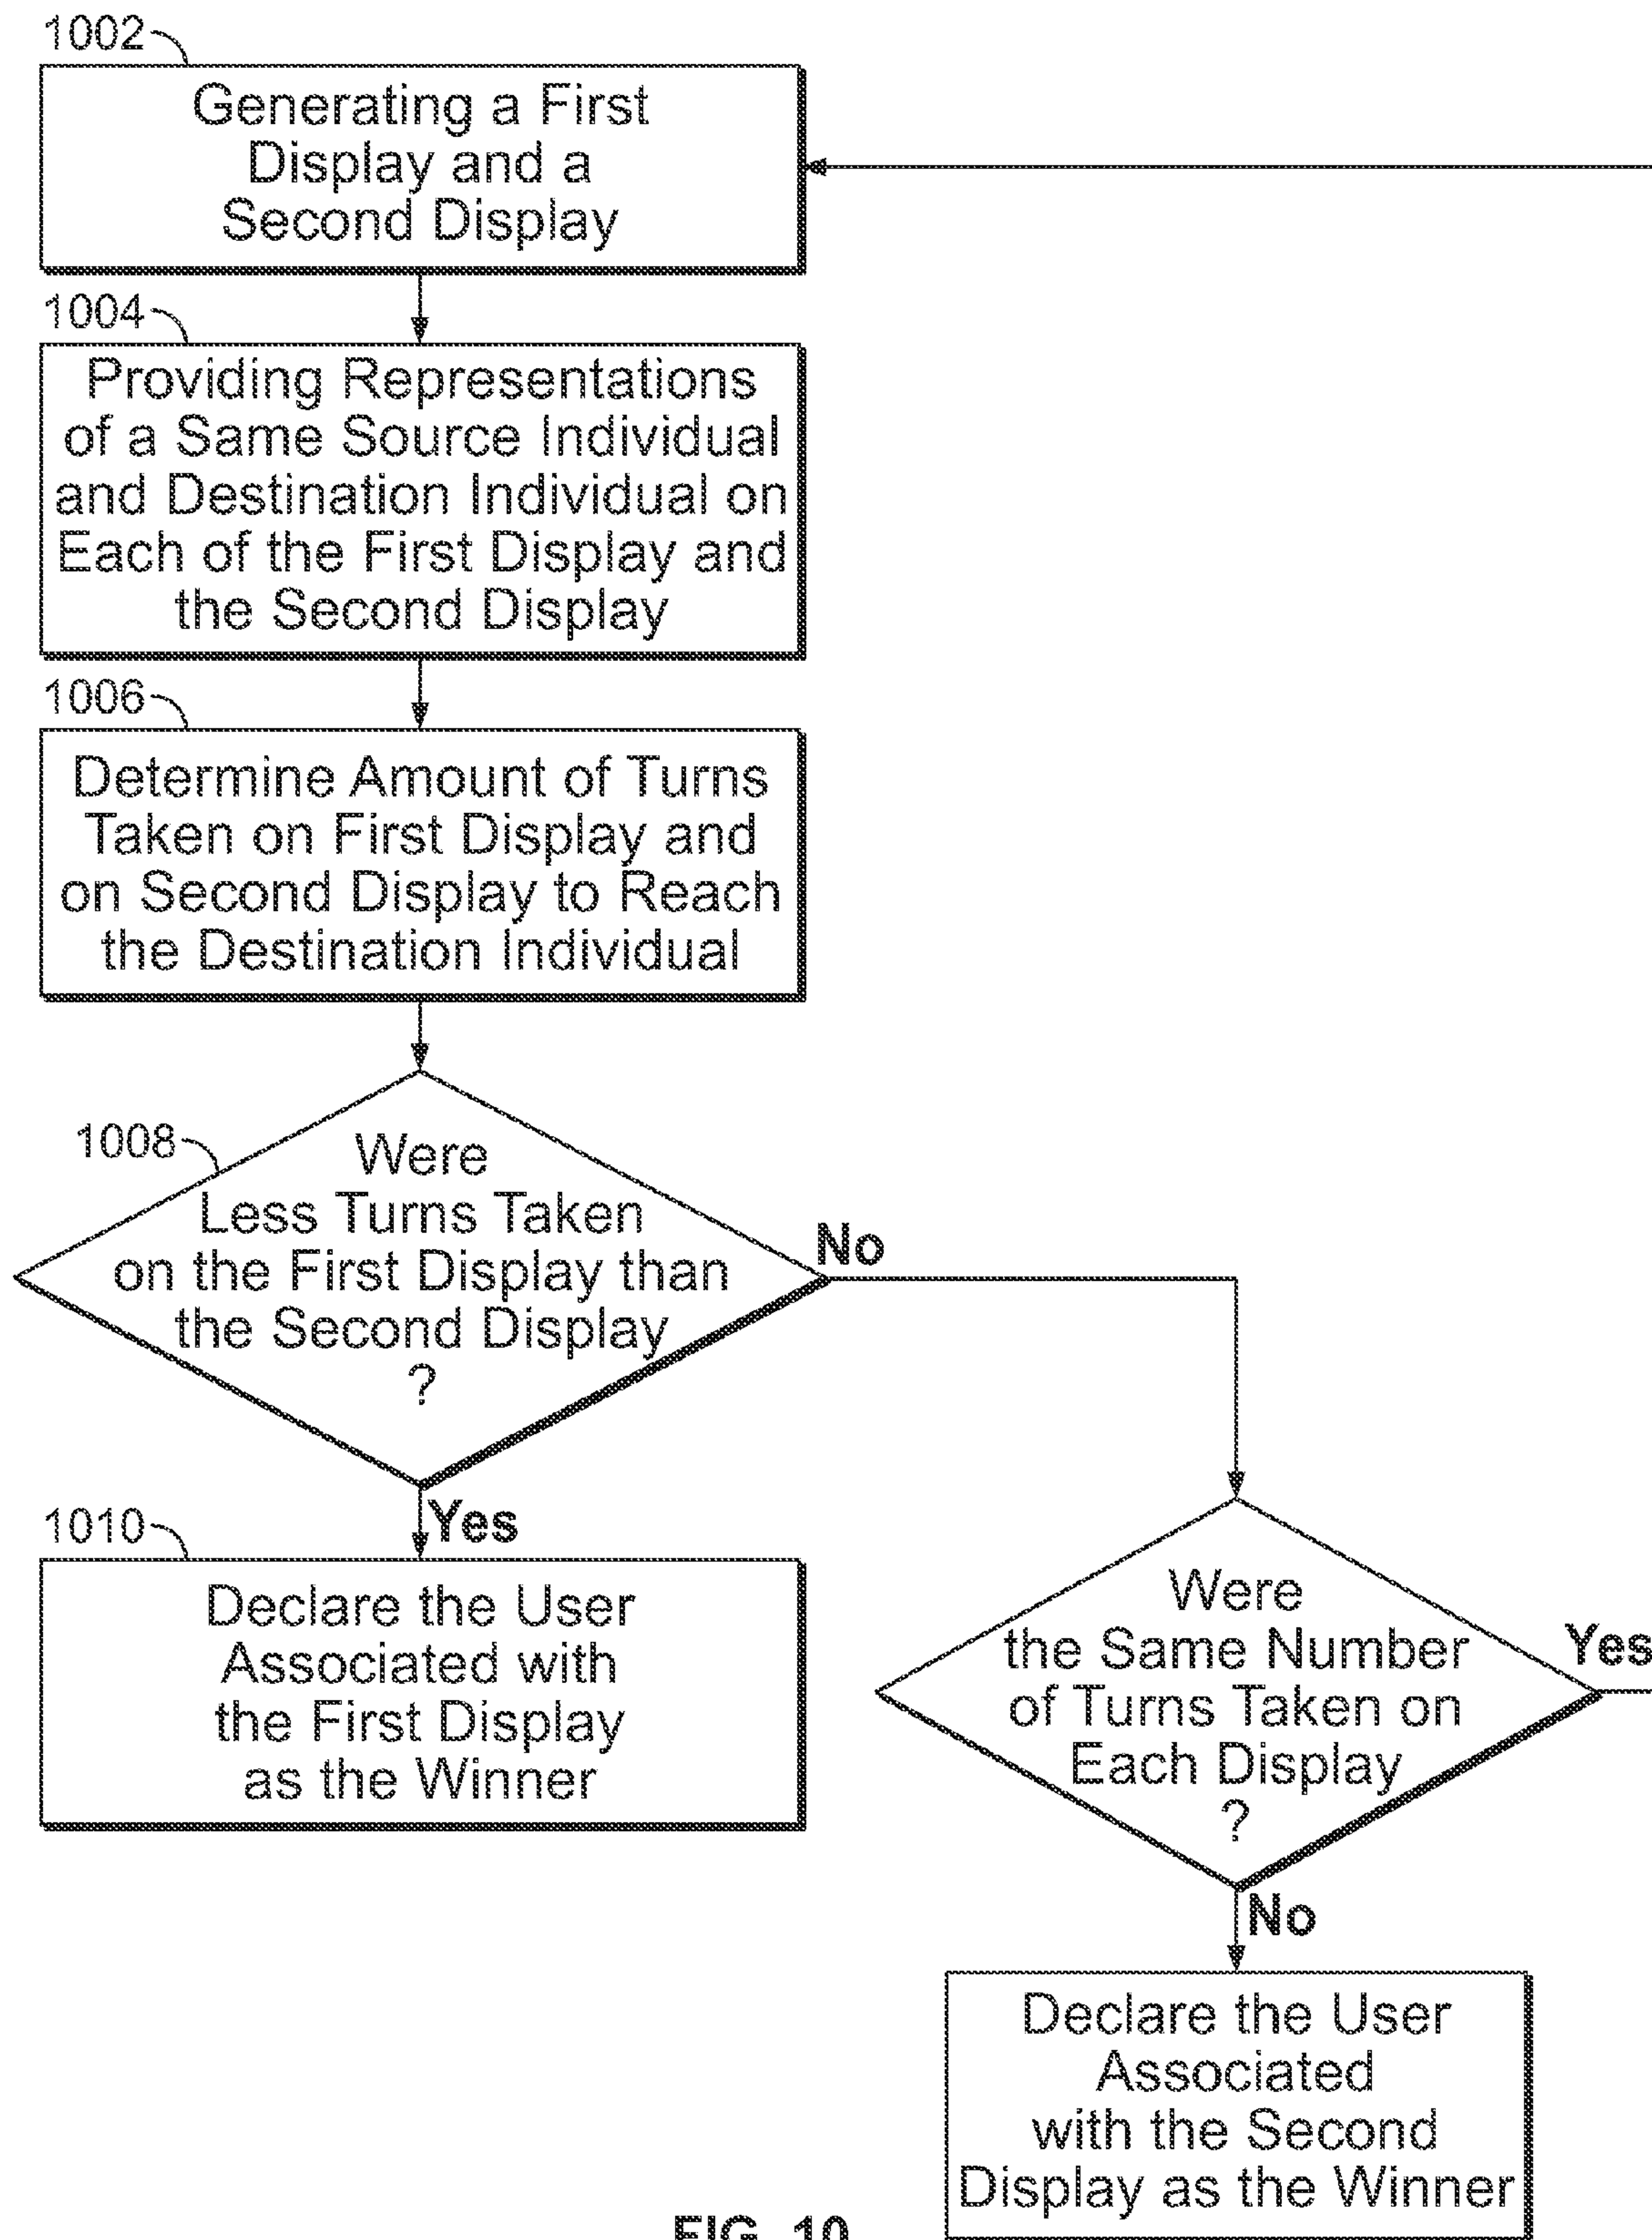 1002
Generating a First
Display and a
Second Display
1004
Providing Representations
of a Same Source Individual
and Destination Individual on
Each of the First Display and
the Second Display
1006
Determine Amount of Turns
Taken on First Display and
on Second Display to Reach
the Destination Individual
1008
Were
Less Turns Taken
on the First Display than
the Second Display
?
No
Yes
1010
Declare the User
Associated with
the First Display
as the Winner
Were
the Same Number
of Turns Taken on
Each Display
?
Yes
No
Declare the User
Associated
with the Second
Display as the Winner
FIG. 10